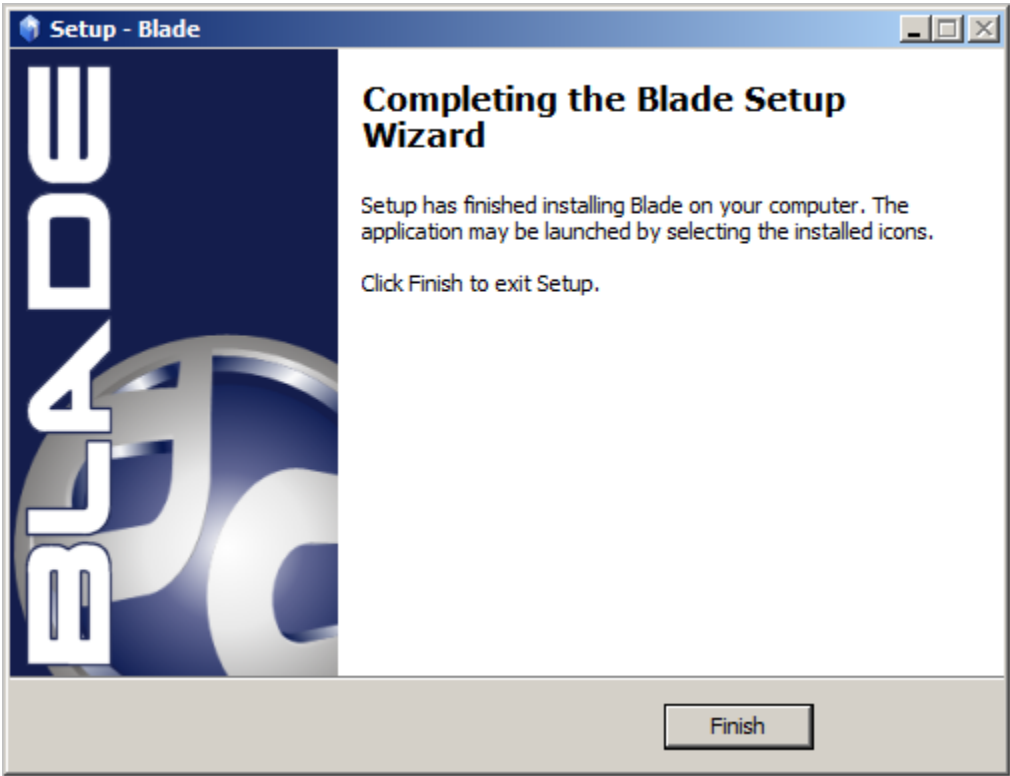 Setup - Blade
BLADE
Completing the Blade Setup
Wizard
Setup has finished installing Blade on your computer. The
application may be launched by selecting the installed icons.
Click Finish to exit Setup.
Finish